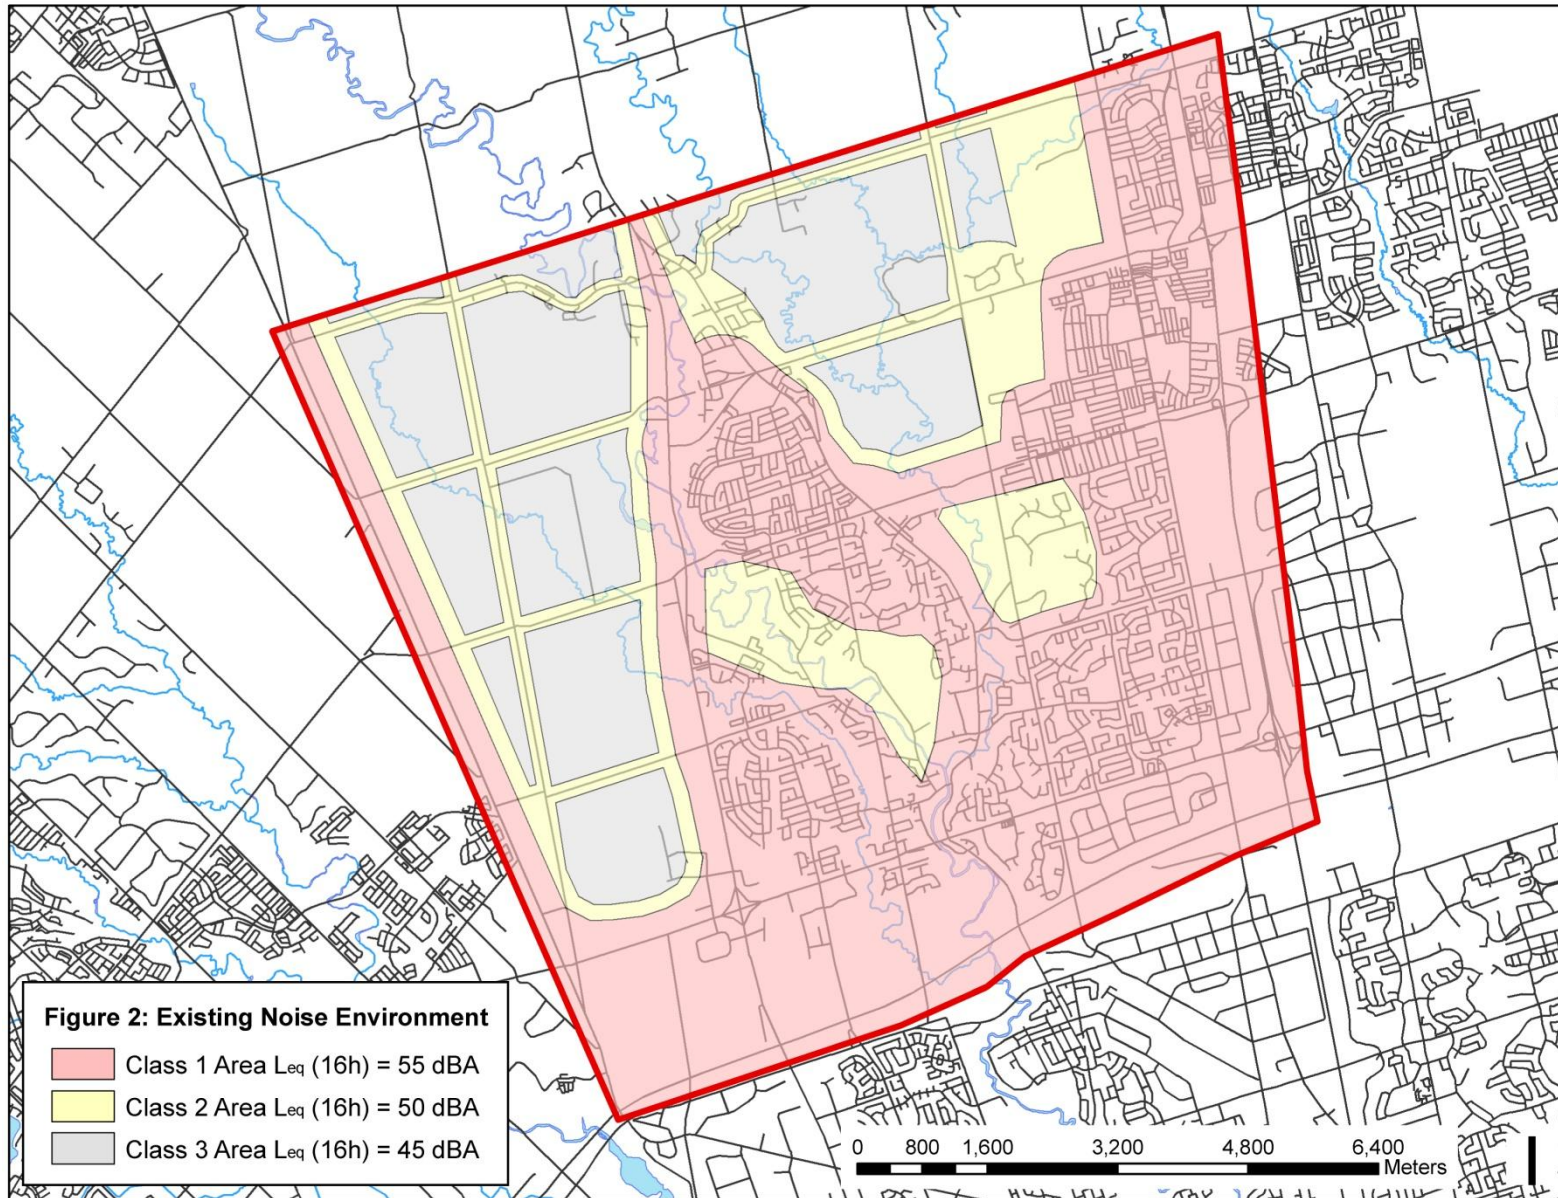 Figure 2: Existing Noise Environment
Class 1 Area Leq (16h) = 55 dBA
Class 2 Area Leq (16h) = 50 dBA
Class 3 Area Leq (16h) = 45 dBA
0 800 1,600 3,200 4,800 6,400
Meters